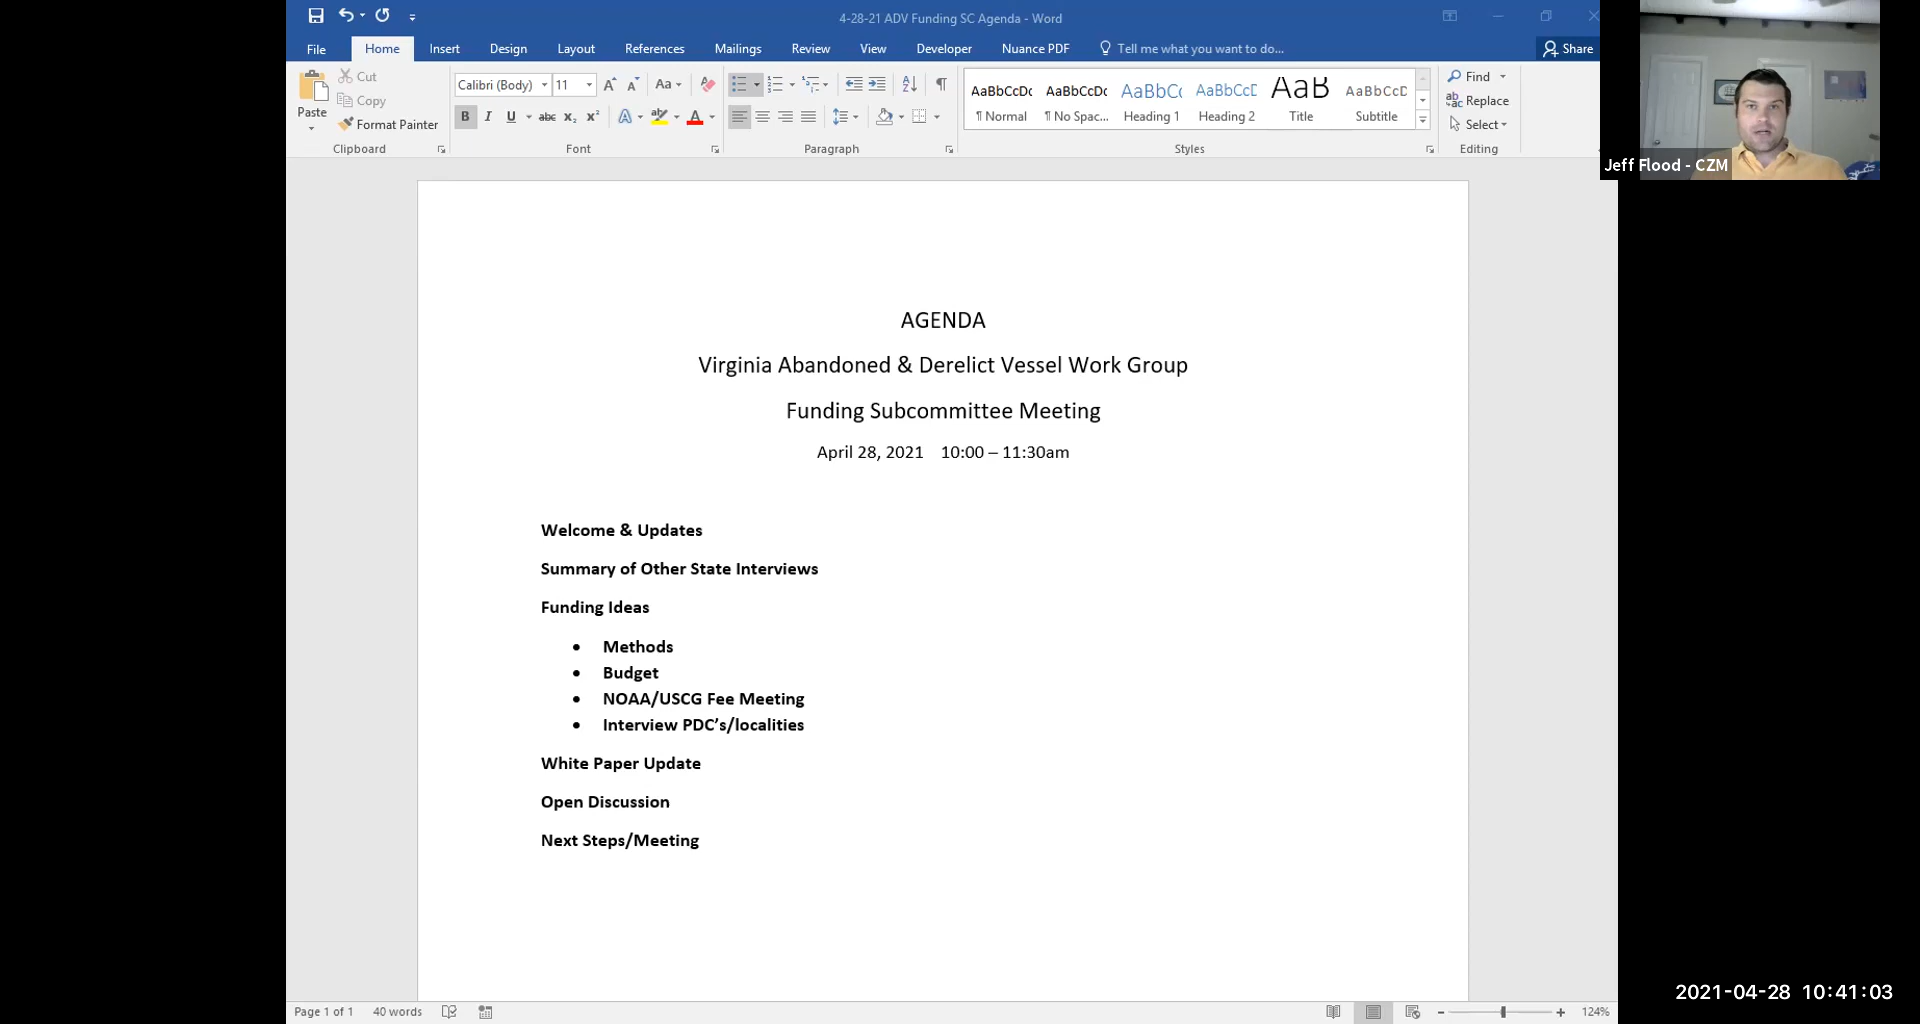 4-28-21 ADV Funding SC Agenda - Word
File Home Insert Design Layout References Mailings Review View Developer Nuance PDF Tell me what you want to do... Share
Paste
Cut
Copy
Format Painter
Clipboard
Calibri (Body) 11
Font
Paragraph
AaBbCcDc AaBbCcDc AaBbCc AaBbCcC AaB AaBbCcD
¶ Normal ¶ No Spac... Heading 1 Heading 2 Title Subtitle
Styles
Find
Replace
Select
Editing
Jeff Flood - CZM
AGENDA
Virginia Abandoned & Derelict Vessel Work Group
Funding Subcommittee Meeting
April 28, 2021 10:00 – 11:30am
Welcome & Updates
Summary of Other State Interviews
Funding Ideas
• Methods
• Budget
• NOAA/USCG Fee Meeting
• Interview PDC’s/localities
White Paper Update
Open Discussion
Next Steps/Meeting
Page 1 of 1 40 words
124%
2021-04-28 10:41:03